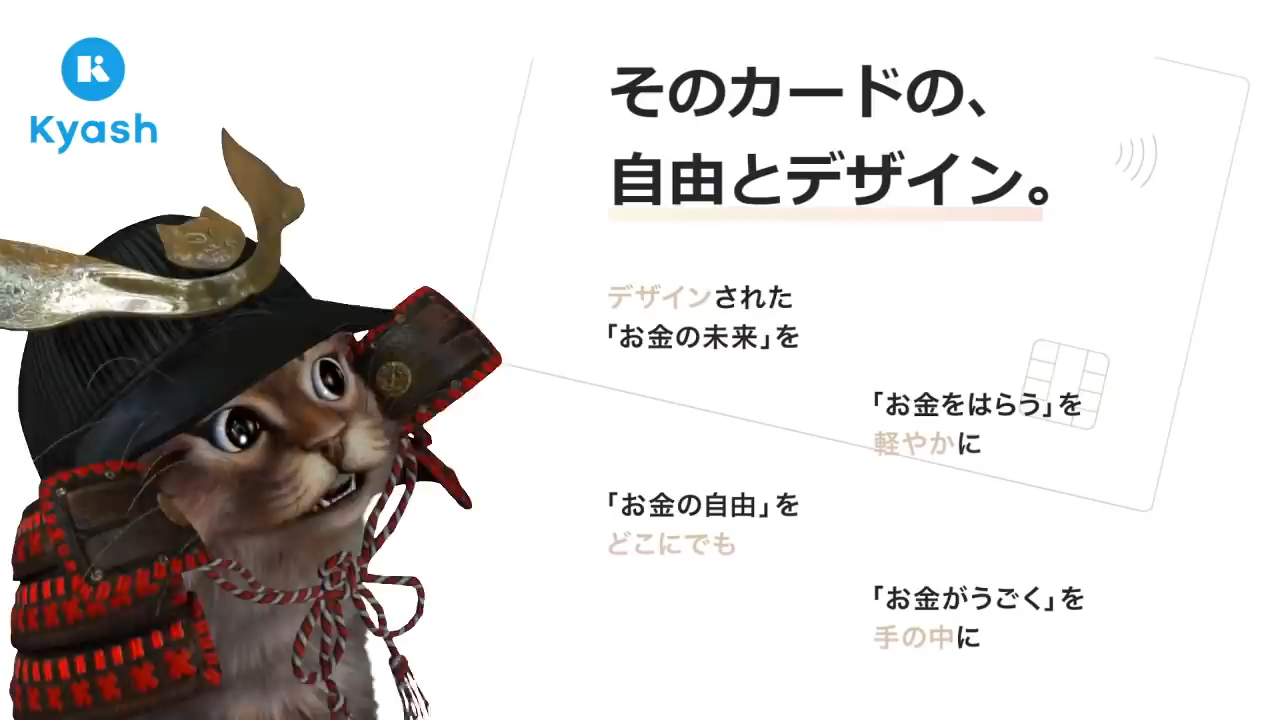 Kyash
そのカードの、
自由とデザイン。
デザインされた
「お金の未来」を
「お金をはらう」を
軽やかに
「お金の自由」を
どこにでも
「お金がうごく」を
手の中に